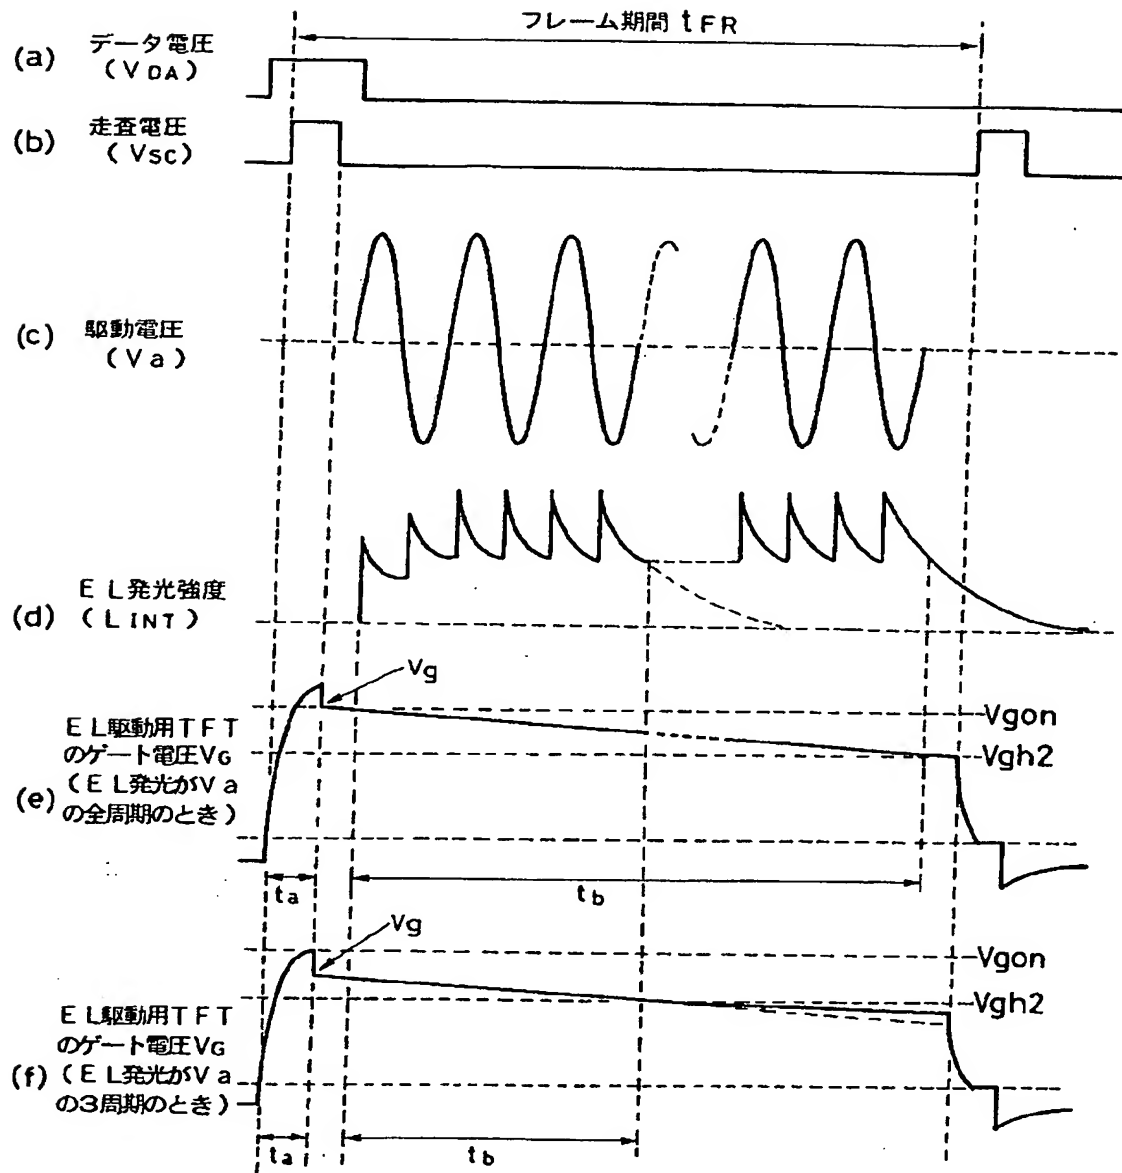 フレーム期間 tFR
(a) データ電圧
(VDA)
(b) 走査電圧
(VSC)
(c) 駆動電圧
(Va)
(d) EL発光強度
(LINT)
Vg
Vgon
Vgh2
(e) EL駆動用TFT
のゲート電圧VG
(EL発光がVa
の全周期のとき)
ta
tb
Vg
Vgon
Vgh2
(f) EL駆動用TFT
のゲート電圧VG
(EL発光がVa
の3周期のとき)
ta
tb